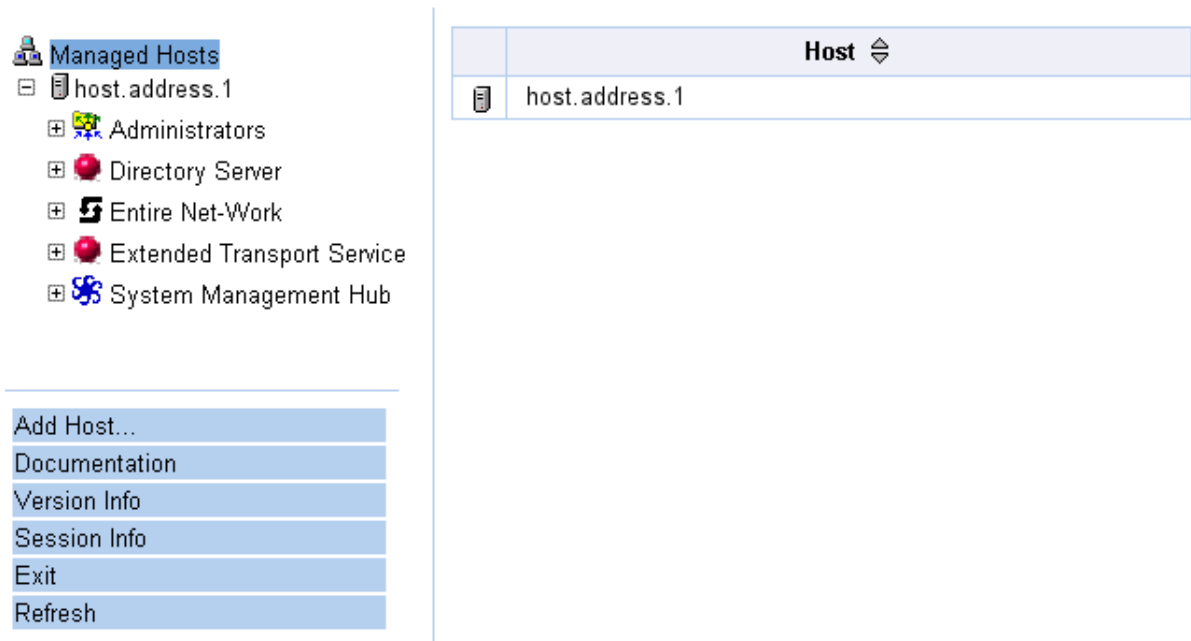 Managed Hosts
host.address.1
Administrators
Directory Server
Entire Net-Work
Extended Transport Service
System Management Hub
Add Host...
Documentation
Version Info
Session Info
Exit
Refresh
Host
host.address.1